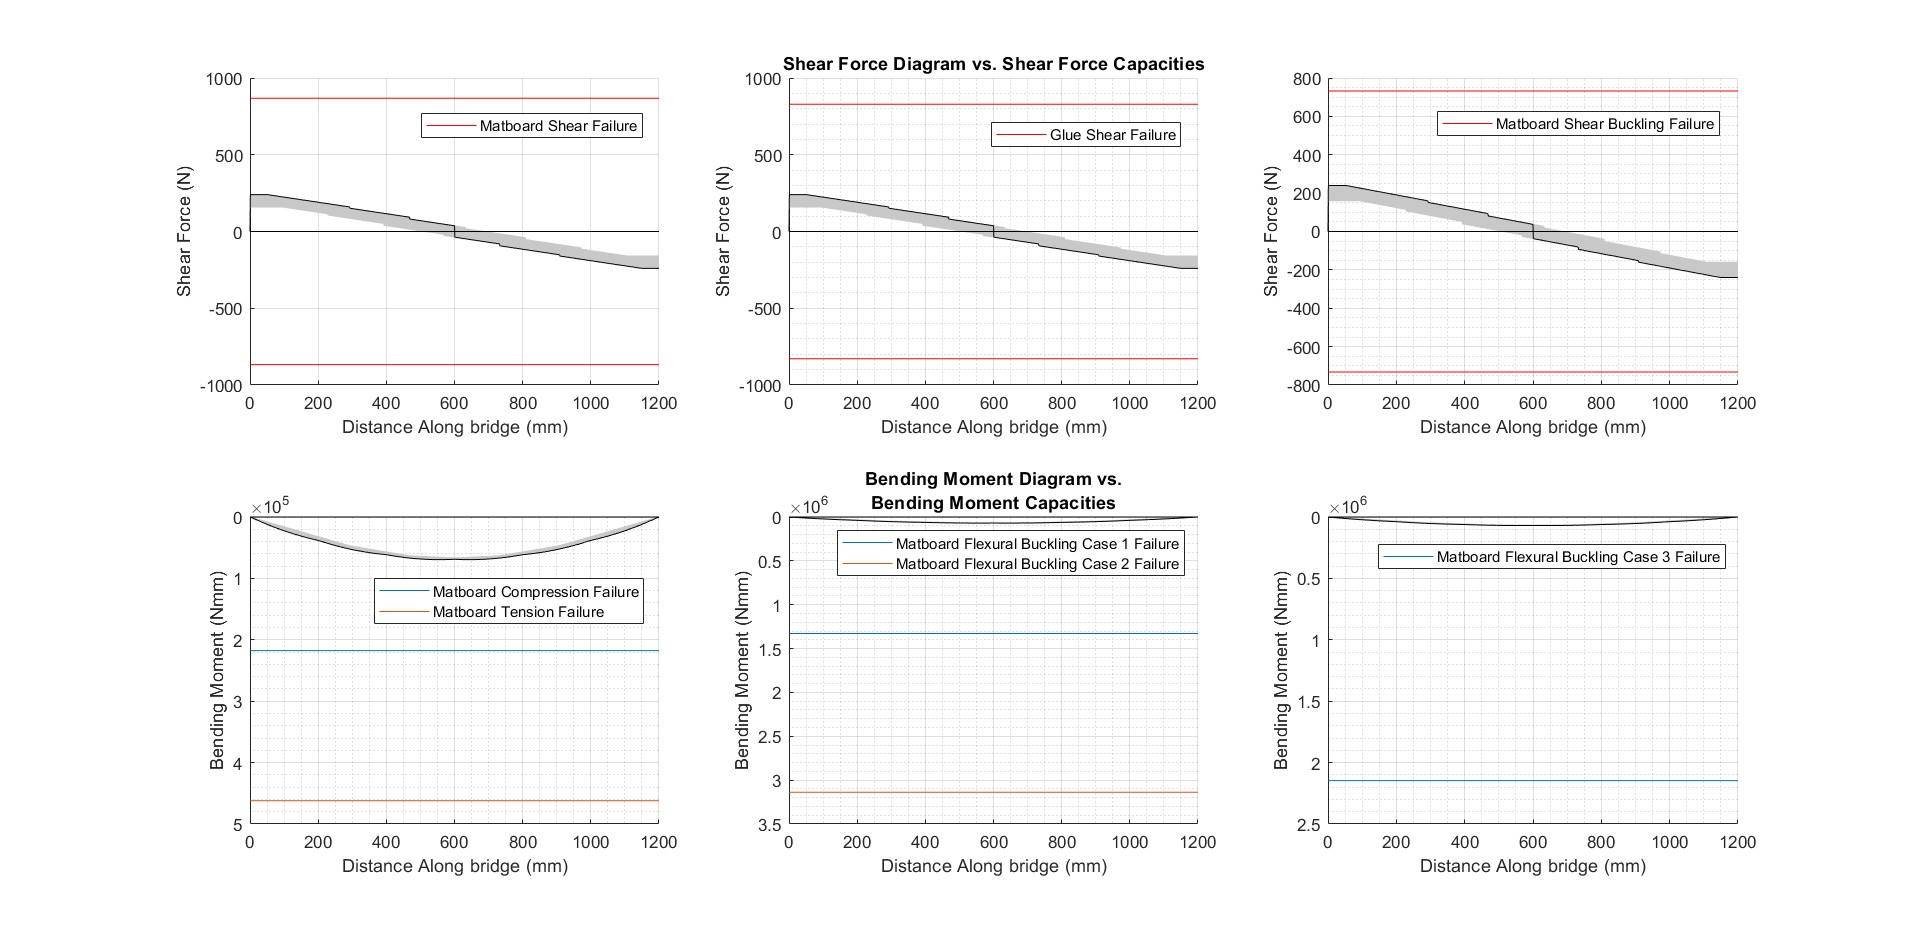 Shear Force Diagram vs. Shear Force Capacities
1000
500
0
-500
-1000
Shear Force (N)
Matboard Shear Failure
0 200 400 600 800 1000 1200
Distance Along bridge (mm)
1000
500
0
-500
-1000
Shear Force (N)
Glue Shear Failure
0 200 400 600 800 1000 1200
Distance Along bridge (mm)
800
600
400
200
0
-200
-400
-600
-800
Shear Force (N)
Matboard Shear Buckling Failure
0 200 400 600 800 1000 1200
Distance Along bridge (mm)
Bending Moment Diagram vs.
Bending Moment Capacities
×10⁵
0
1
2
3
4
5
Bending Moment (Nmm)
Matboard Compression Failure
Matboard Tension Failure
0 200 400 600 800 1000 1200
Distance Along bridge (mm)
×10⁶
0
0.5
1
1.5
2
2.5
3
3.5
Bending Moment (Nmm)
Matboard Flexural Buckling Case 1 Failure
Matboard Flexural Buckling Case 2 Failure
0 200 400 600 800 1000 1200
Distance Along bridge (mm)
×10⁶
0
0.5
1
1.5
2
2.5
Bending Moment (Nmm)
Matboard Flexural Buckling Case 3 Failure
0 200 400 600 800 1000 1200
Distance Along bridge (mm)